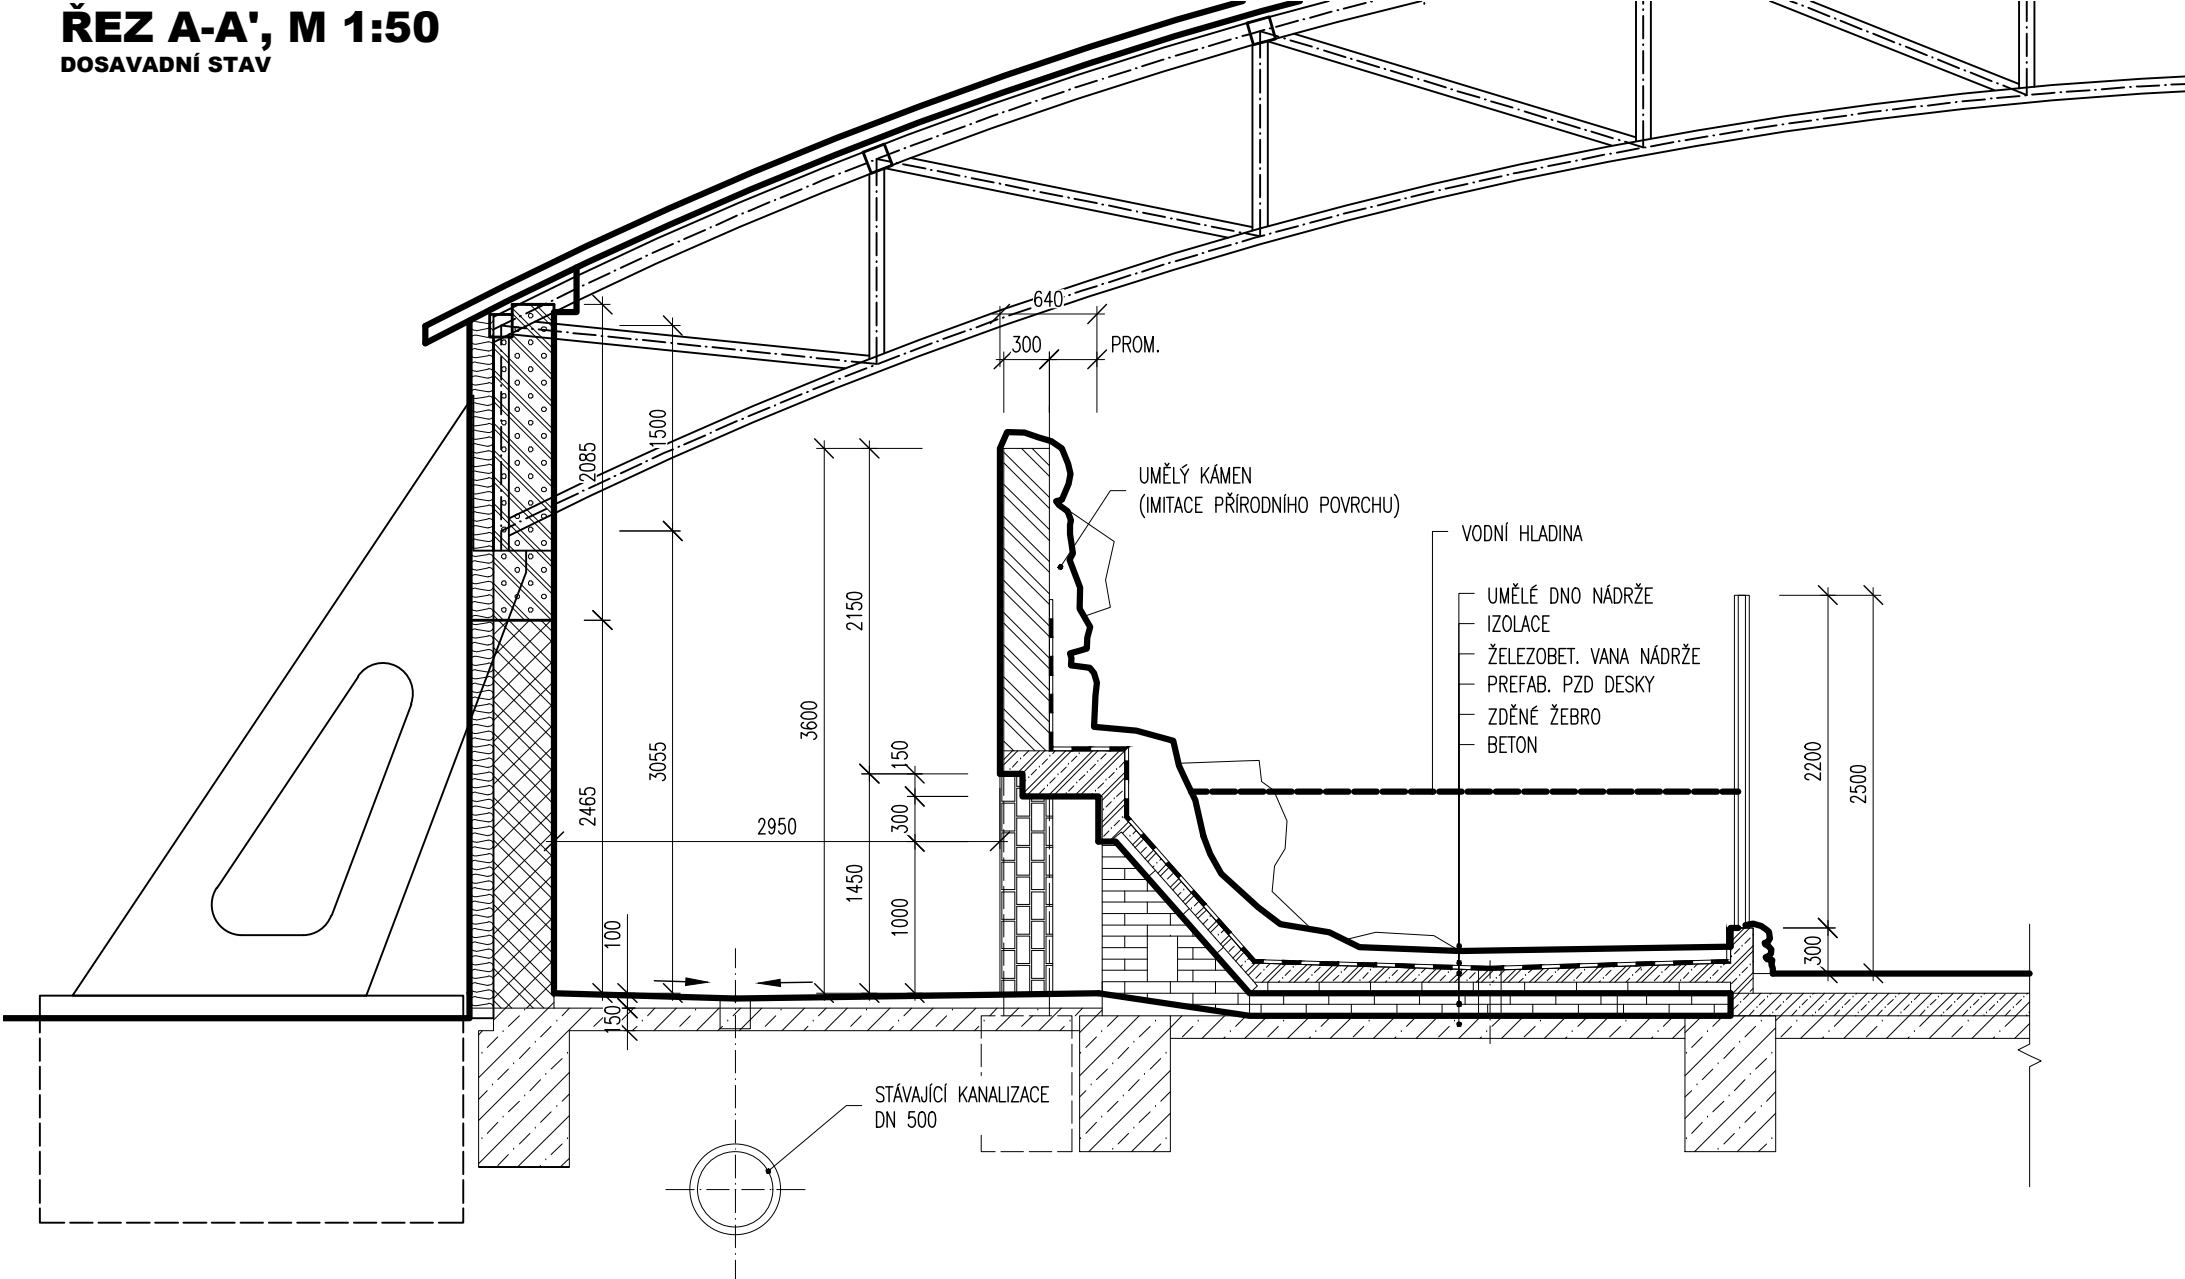 ŘEZ A-A', M 1:50
DOSAVADNÍ STAV
640
300
PROM.
2085
1500
UMĚLÝ KÁMEN
(IMITACE PŘÍRODNÍHO POVRCHU)
VODNÍ HLADINA
UMĚLÉ DNO NÁDRŽE
IZOLACE
ŽELEZOBET. VANA NÁDRŽE
PREFAB. PZD DESKY
ZDĚNÉ ŽEBRO
BETON
2150
3600
150
3055
2465
2950
300
1450
1000
100
150
2200
2500
300
STÁVAJÍCÍ KANALIZACE
DN 500